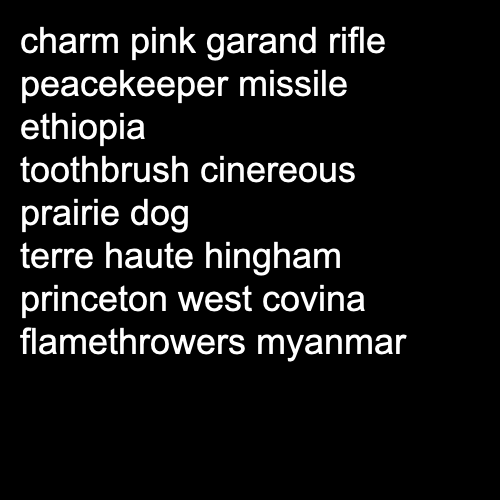 charm pink garand rifle
peacekeeper missile
ethiopia
toothbrush cinereous
prairie dog
terre haute hingham
princeton west covina
flamethrowers myanmar